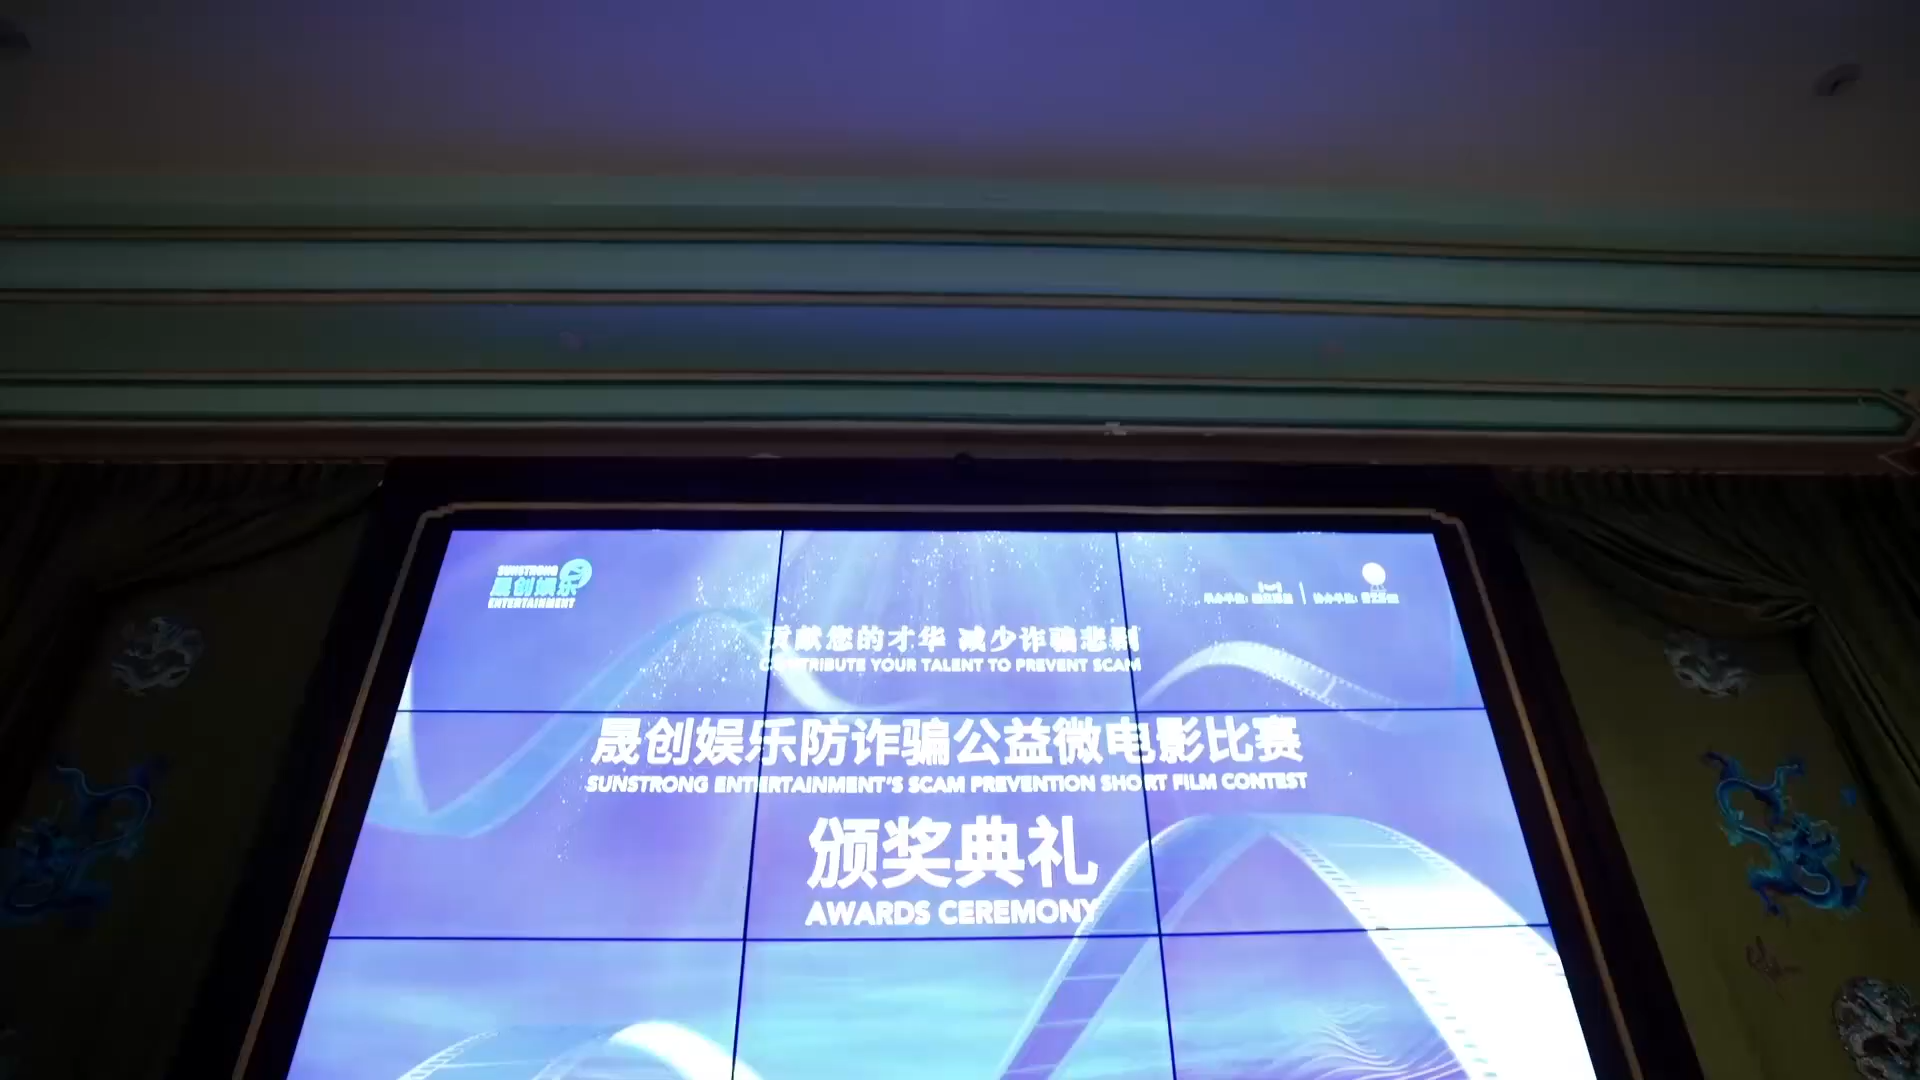 SUNSTRONG
晟创娱乐
ENTERTAINMENT
贡献您的才华 减少诈骗悲剧
CONTRIBUTE YOUR TALENT TO PREVENT SCAM
晟创娱乐防诈骗公益微电影比赛
SUNSTRONG ENTERTAINMENT'S SCAM PREVENTION SHORT FILM CONTEST
颁奖典礼
AWARDS CEREMONY